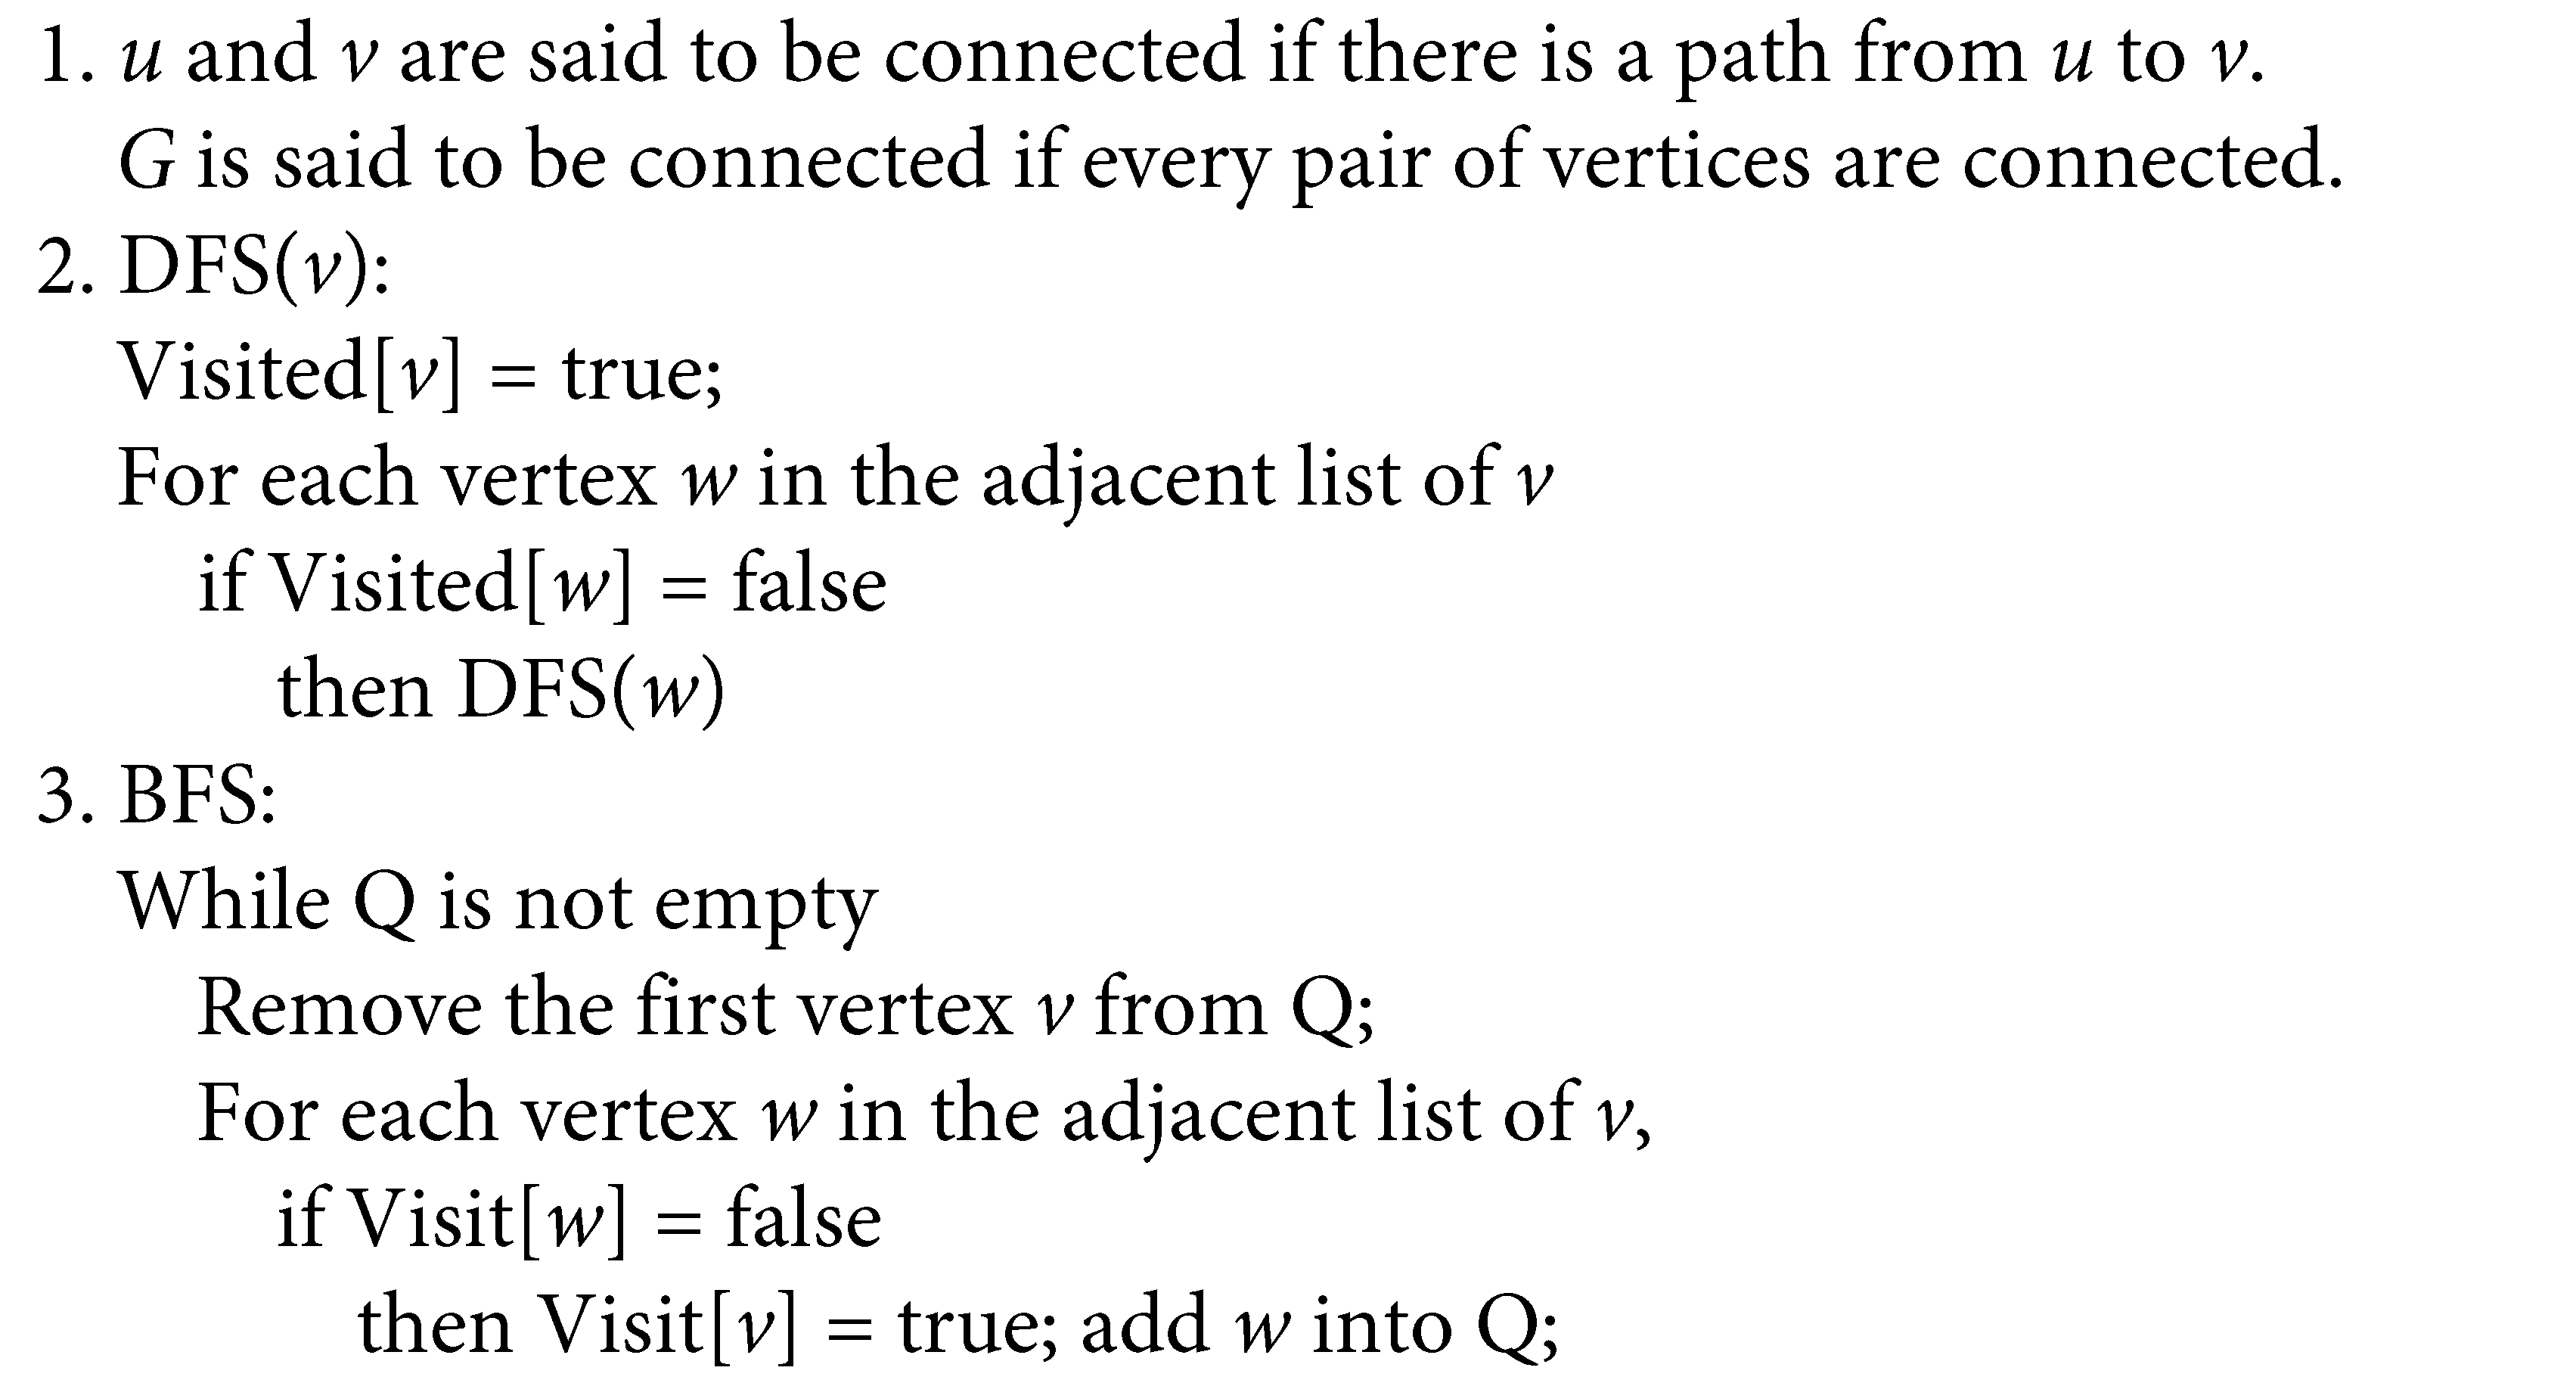 1. u and v are said to be connected if there is a path from u to v.
G is said to be connected if every pair of vertices are connected.
2. DFS(v):
Visited[v] = true;
For each vertex w in the adjacent list of v
if Visited[w] = false
then DFS(w)
3. BFS:
While Q is not empty
Remove the first vertex v from Q;
For each vertex w in the adjacent list of v,
if Visit[w] = false
then Visit[v] = true; add w into Q;